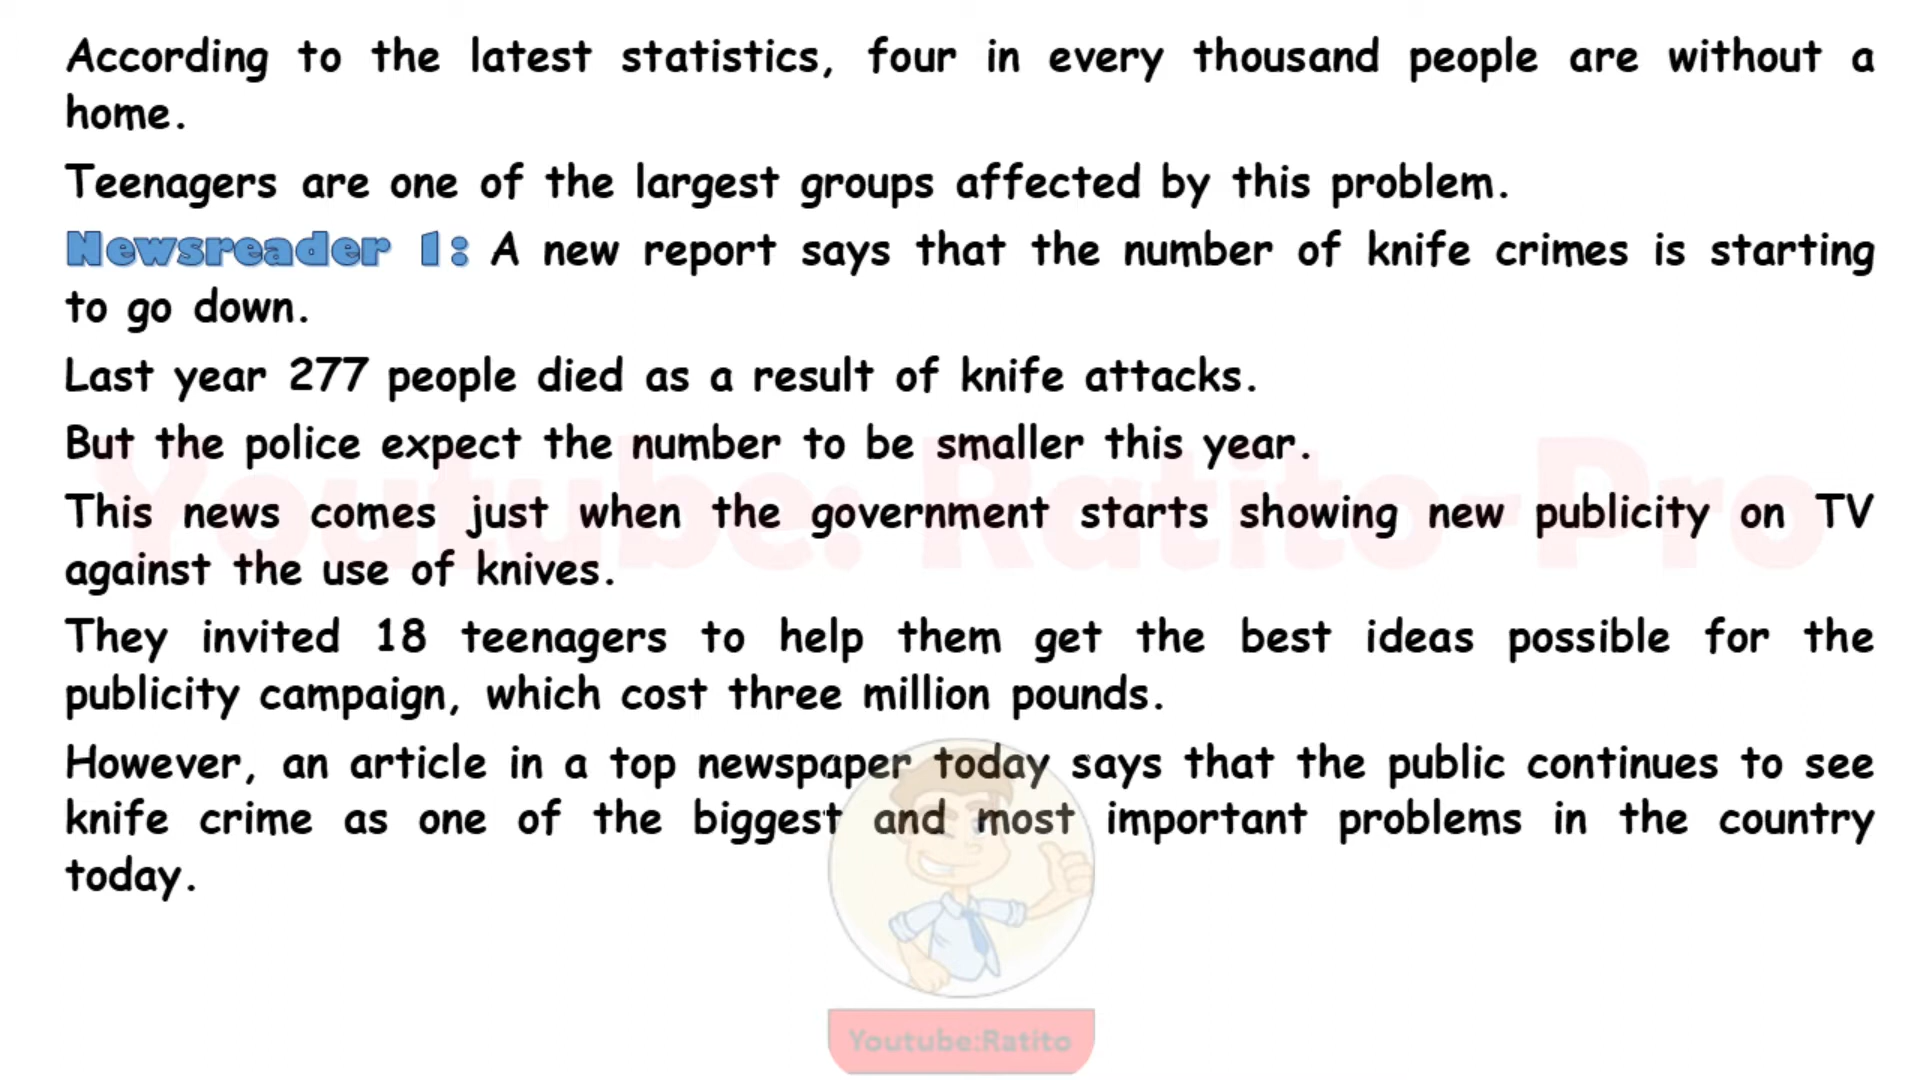 According to the latest statistics, four in every thousand people are without a
home.
Teenagers are one of the largest groups affected by this problem.
Newsreader 1: A new report says that the number of knife crimes is starting
to go down.
Last year 277 people died as a result of knife attacks.
But the police expect the number to be smaller this year.
This news comes just when the government starts showing new publicity on TV
against the use of knives.
They invited 18 teenagers to help them get the best ideas possible for the
publicity campaign, which cost three million pounds.
However, an article in a top newspaper today says that the public continues to see
knife crime as one of the biggest and most important problems in the country
today.
Youtube: Ratito-Pro
Youtube:Ratito